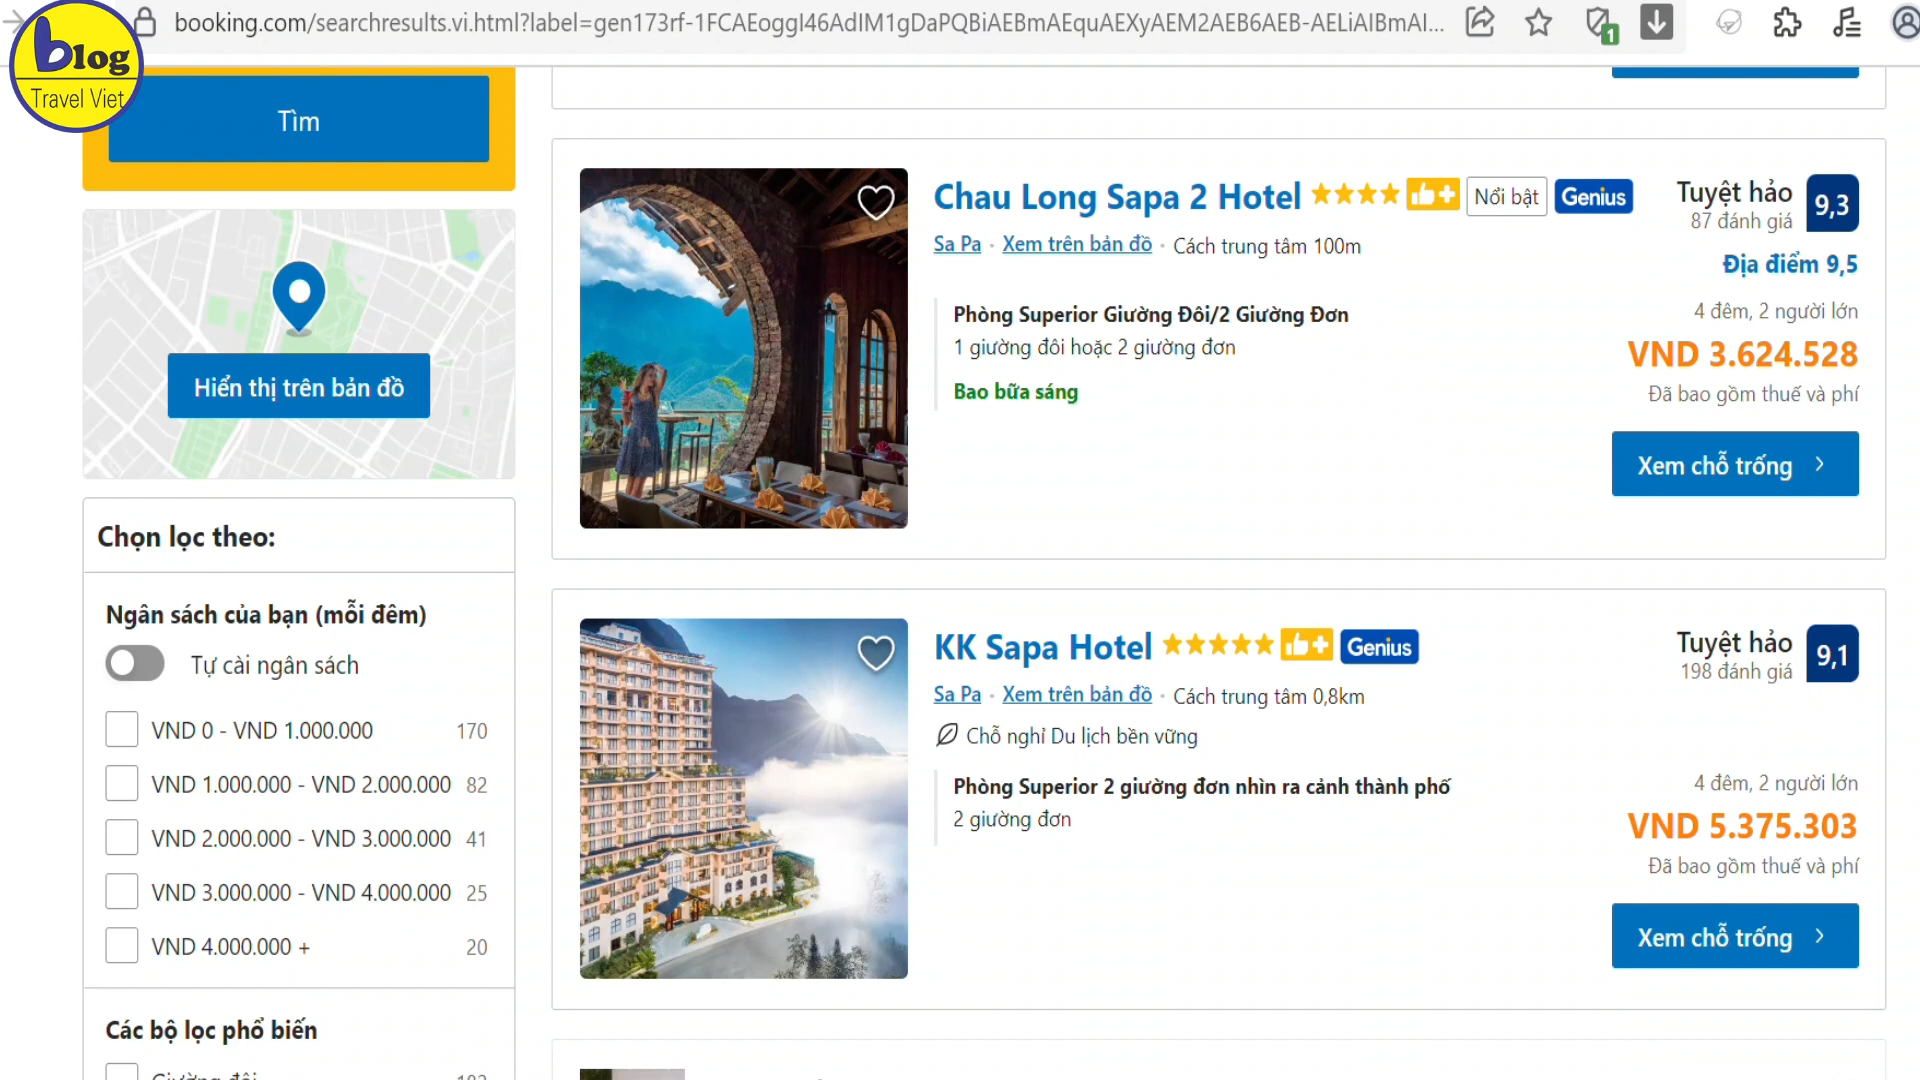 booking.com/searchresults.vi.html?label=gen173rf-1FCAEoggI46AdIM1gDaPQBiAEBmAEquAEXyAEM2AEB6AEB-AELiAIBmAI...
1
blog
Travel Viet
Tìm
Hiển thị trên bản đồ
Chọn lọc theo:
Ngân sách của bạn (mỗi đêm)
Tự cài ngân sách
VND 0 - VND 1.000.000 170
VND 1.000.000 - VND 2.000.000 82
VND 2.000.000 - VND 3.000.000 41
VND 3.000.000 - VND 4.000.000 25
VND 4.000.000 + 20
Các bộ lọc phổ biến
Giường đôi
Chau Long Sapa 2 Hotel Nổi bật Genius
Sa Pa · Xem trên bản đồ · Cách trung tâm 100m
Phòng Superior Giường Đôi/2 Giường Đơn
1 giường đôi hoặc 2 giường đơn
Bao bữa sáng
Tuyệt hảo 9,3
87 đánh giá
Địa điểm 9,5
4 đêm, 2 người lớn
VND 3.624.528
Đã bao gồm thuế và phí
Xem chỗ trống
KK Sapa Hotel Genius
Sa Pa · Xem trên bản đồ · Cách trung tâm 0,8km
Chỗ nghỉ Du lịch bền vững
Phòng Superior 2 giường đơn nhìn ra cảnh thành phố
2 giường đơn
Tuyệt hảo 9,1
198 đánh giá
4 đêm, 2 người lớn
VND 5.375.303
Đã bao gồm thuế và phí
Xem chỗ trống